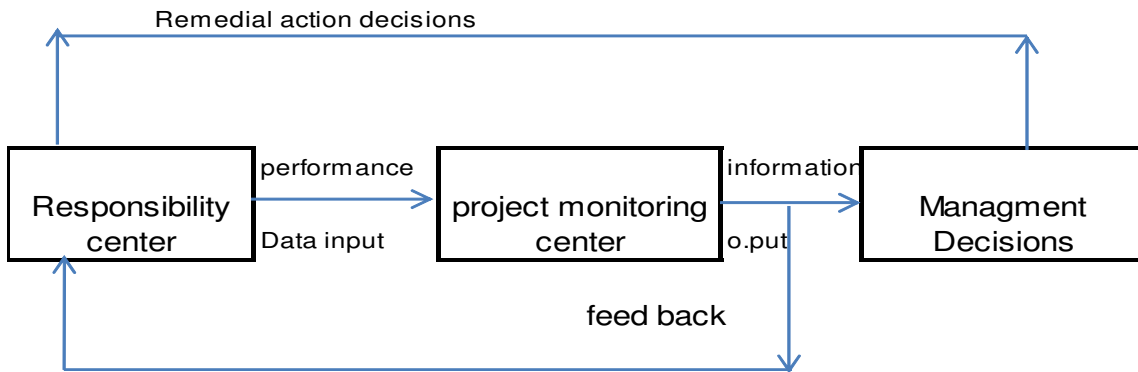 Remedial action decisions
Responsibility
center
performance
Data input
project monitoring
center
information
o.put
Managment
Decisions
feed back